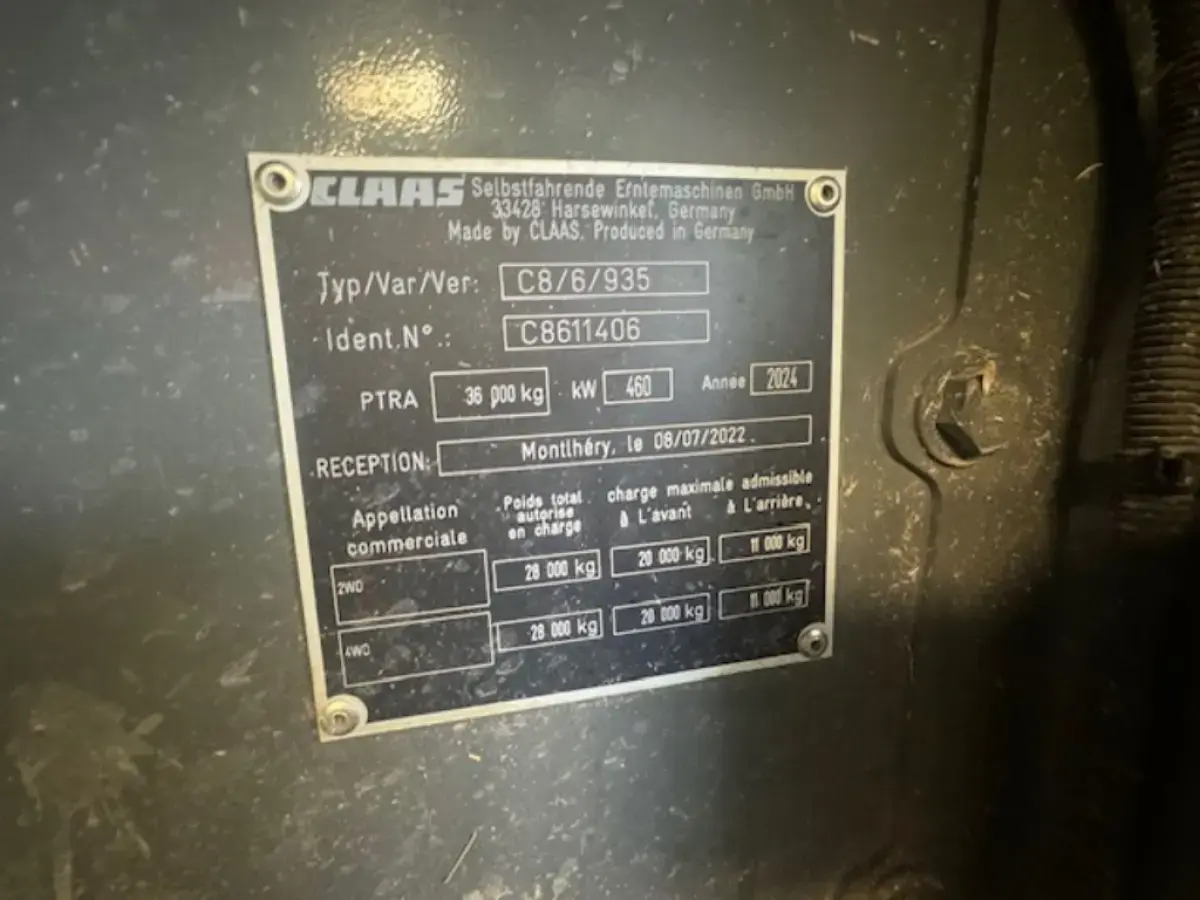 CLAAS Selbstfahrende Erntemaschinen GmbH
33428 Harsewinkel, Germany
Made by CLAAS, Produced in Germany
Typ/Var/Ver: C8/6/935
Ident.N°.: C8611406
PTRA 36 000 kg kW 460 Année 2024
RECEPTION: Montlhéry, le 08/07/2022.
Appellation commerciale
Poids total autorise en charge
charge maximale admissible
à L'avant à L'arrière
2WD 28 000 kg 20 000 kg 11 000 kg
4WD 28 000 kg 20 000 kg 11 000 kg